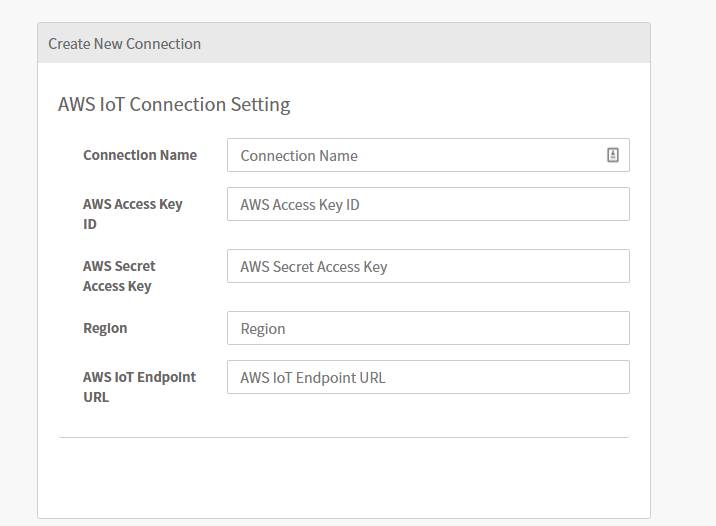 Create New Connection
AWS IoT Connection Setting
Connection Name
Connection Name
AWS Access Key
ID
AWS Access Key ID
AWS Secret
Access Key
AWS Secret Access Key
Region
Region
AWS IoT Endpoint
URL
AWS IoT Endpoint URL